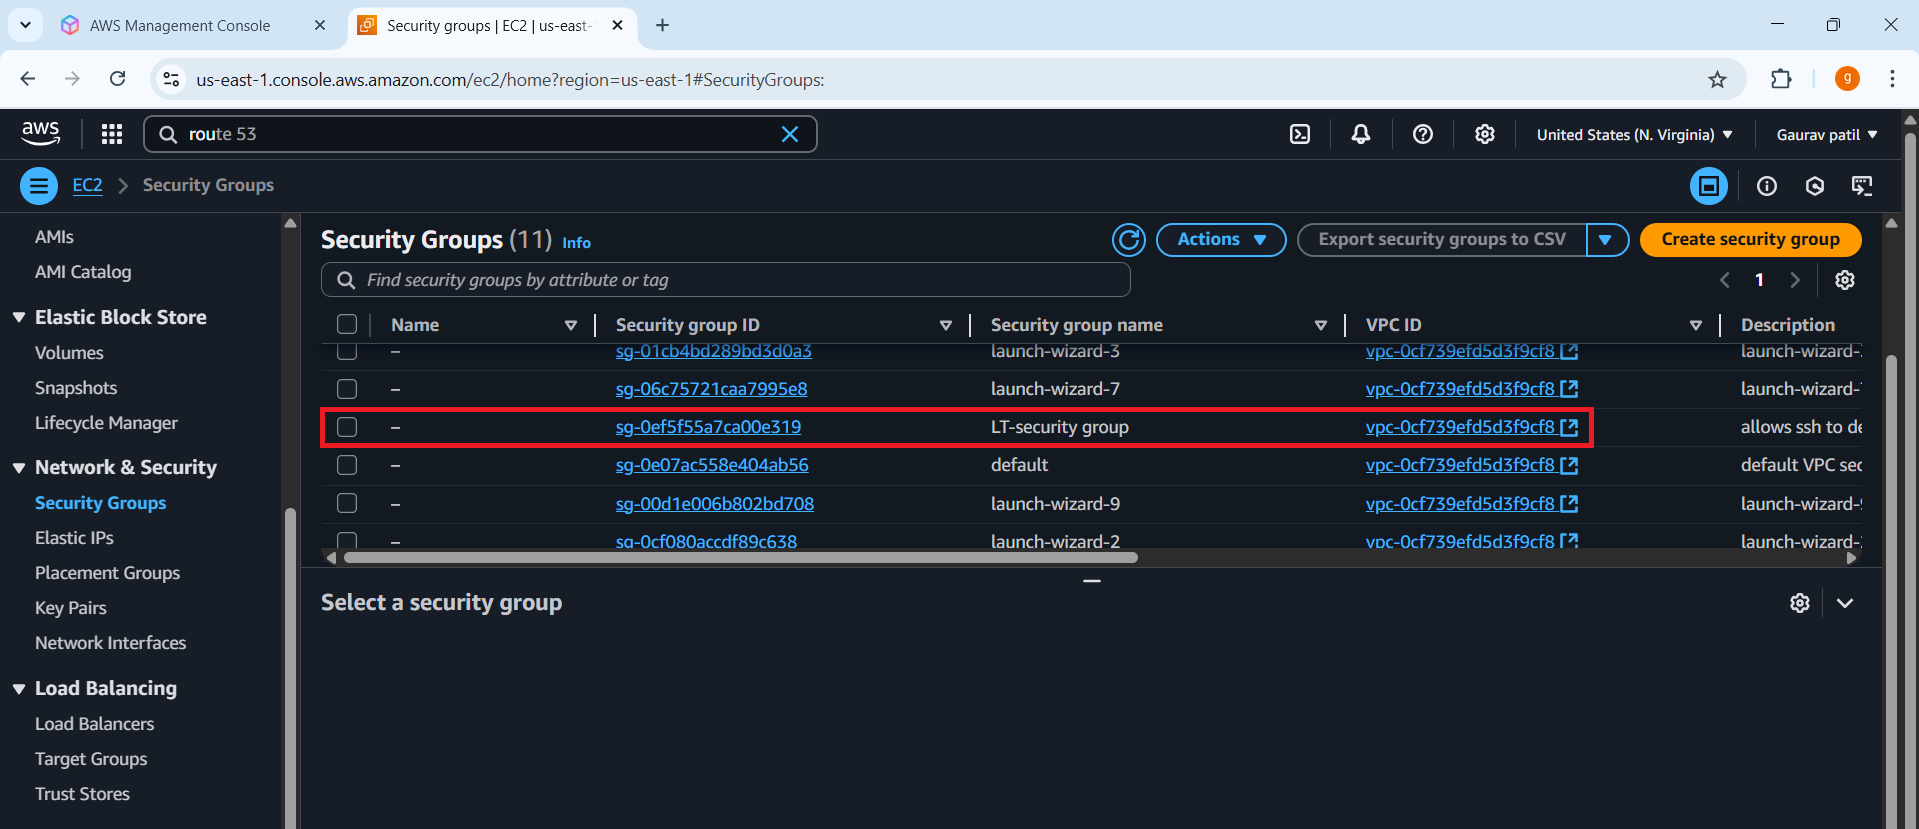 AWS Management Console
Security groups | EC2 | us-east-
us-east-1.console.aws.amazon.com/ec2/home?region=us-east-1#SecurityGroups:
g
aws
route 53
United States (N. Virginia)
Gaurav patil
EC2
Security Groups
AMIs
AMI Catalog
Elastic Block Store
Volumes
Snapshots
Lifecycle Manager
Network & Security
Security Groups
Elastic IPs
Placement Groups
Key Pairs
Network Interfaces
Load Balancing
Load Balancers
Target Groups
Trust Stores
Security Groups (11) Info
Actions
Export security groups to CSV
Create security group
Find security groups by attribute or tag
1
Name Security group ID Security group name VPC ID Description
– sg-01cb4bd289bd3d0a3 launch-wizard-3 vpc-0cf739efd5d3f9cf8 launch-wizard-
– sg-06c75721caa7995e8 launch-wizard-7 vpc-0cf739efd5d3f9cf8 launch-wizard-
– sg-0ef5f55a7ca00e319 LT-security group vpc-0cf739efd5d3f9cf8 allows ssh to de
– sg-0e07ac558e404ab56 default vpc-0cf739efd5d3f9cf8 default VPC sec
– sg-00d1e006b802bd708 launch-wizard-9 vpc-0cf739efd5d3f9cf8 launch-wizard-
– sg-0cf080accdf89c638 launch-wizard-2 vpc-0cf739efd5d3f9cf8 launch-wizard-
Select a security group